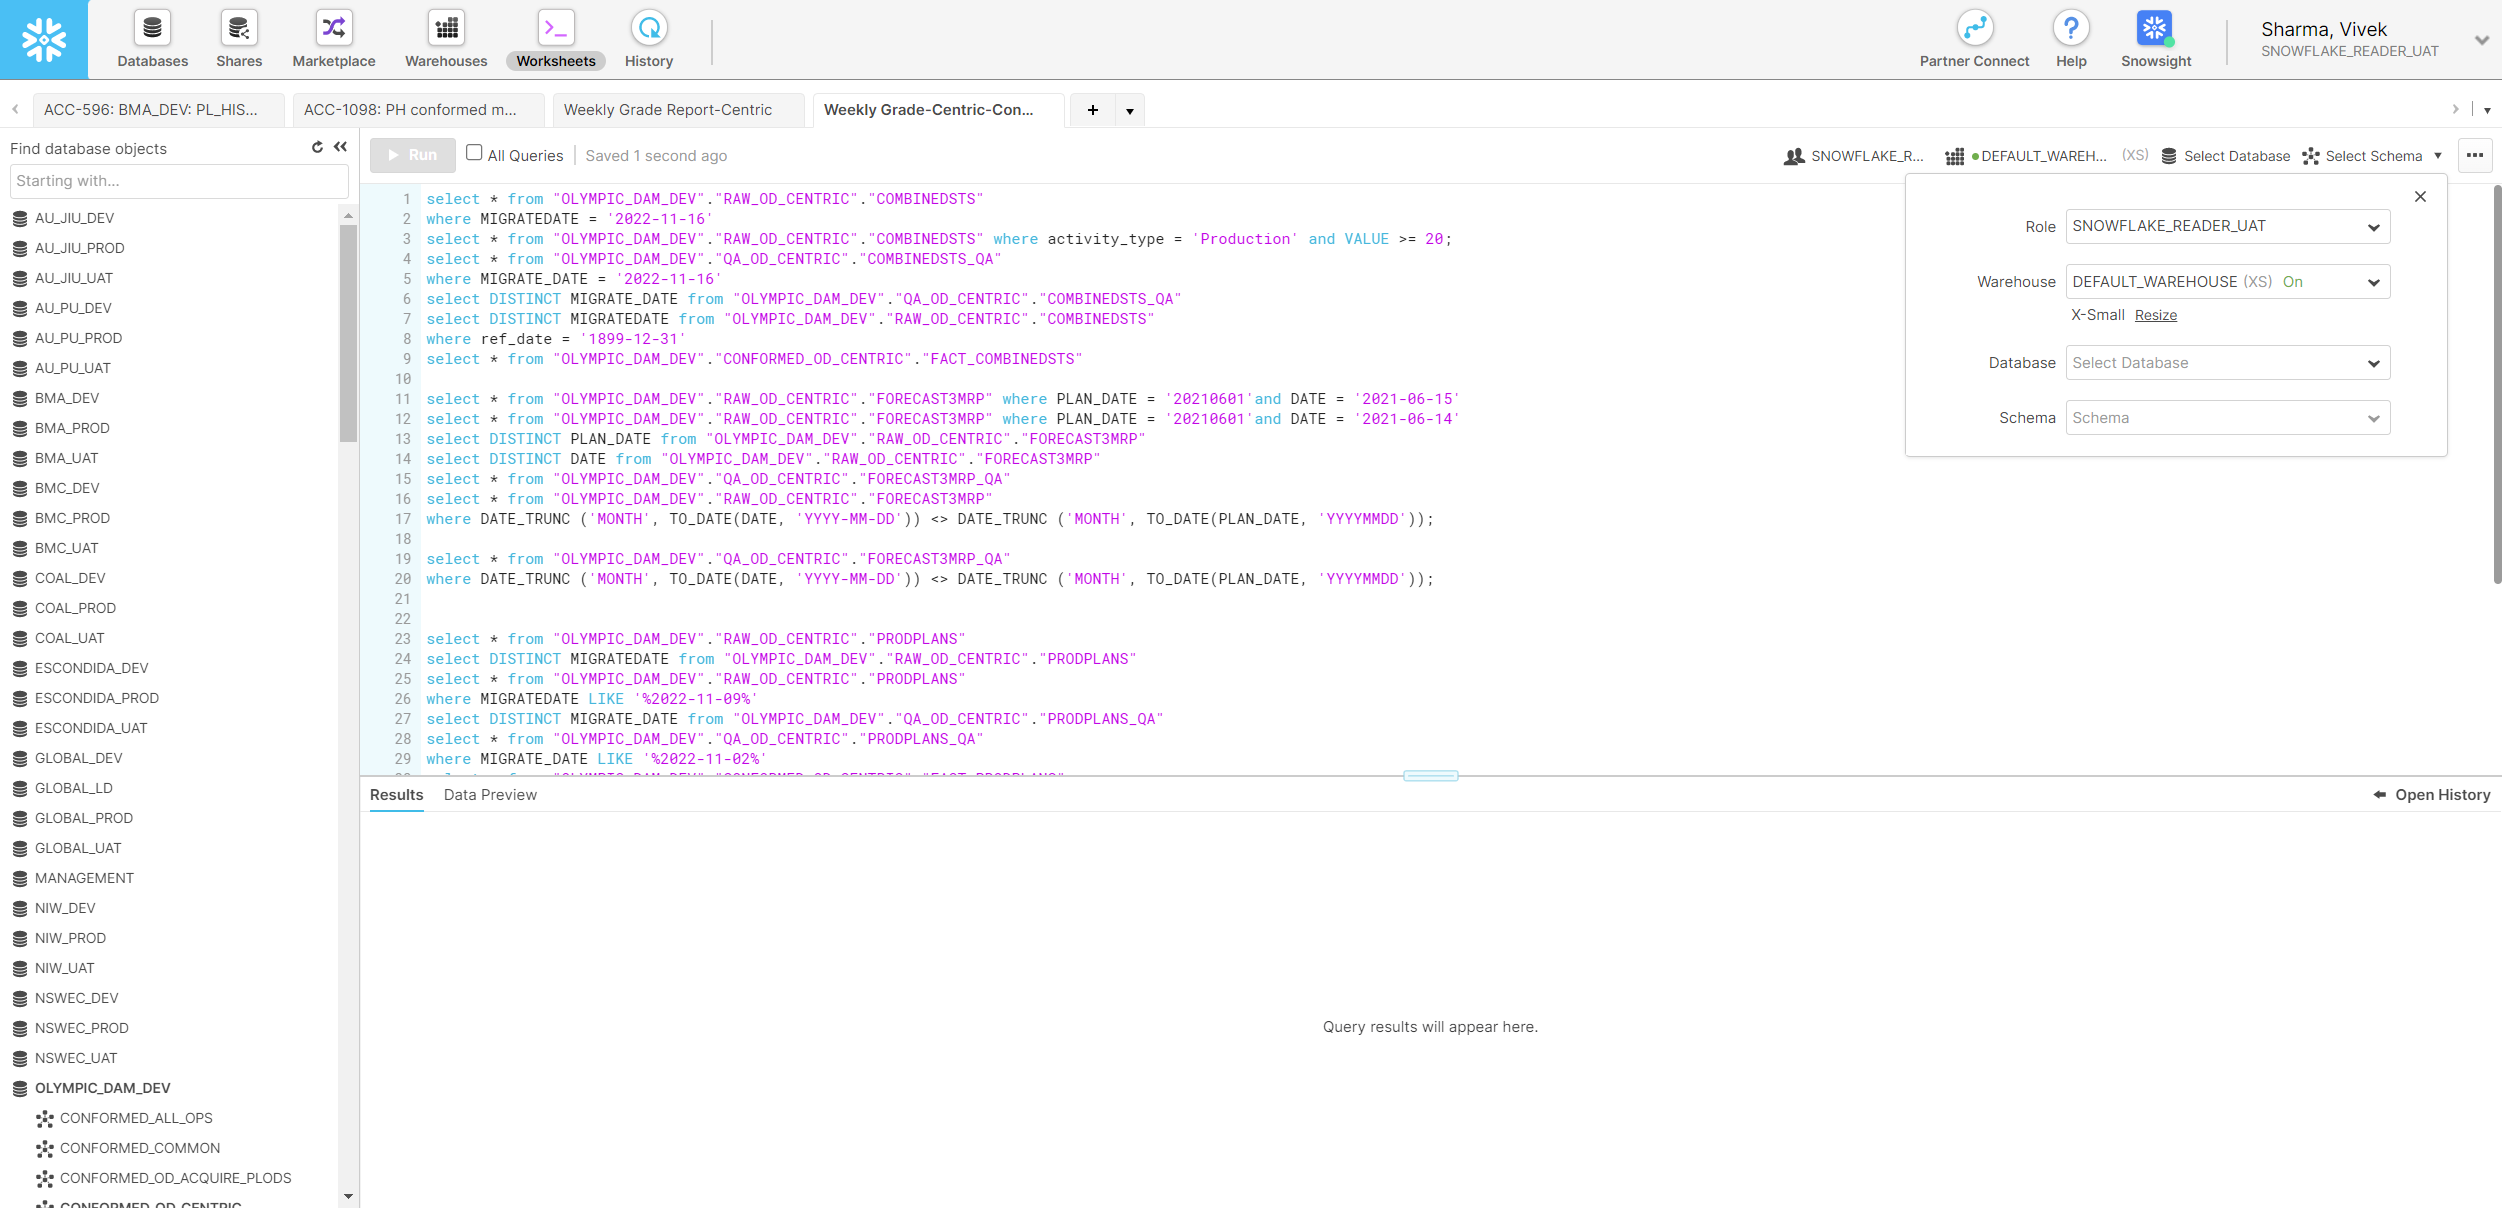 Databases
Shares
Marketplace
Warehouses
Worksheets
History
Partner Connect
Help
Snowsight
Sharma, Vivek
SNOWFLAKE_READER_UAT
ACC-596: BMA_DEV: PL_HIS...
ACC-1098: PH conformed m...
Weekly Grade Report-Centric
Weekly Grade-Centric-Con...
Find database objects
Starting with...
AU_JIU_DEV
AU_JIU_PROD
AU_JIU_UAT
AU_PU_DEV
AU_PU_PROD
AU_PU_UAT
BMA_DEV
BMA_PROD
BMA_UAT
BMC_DEV
BMC_PROD
BMC_UAT
COAL_DEV
COAL_PROD
COAL_UAT
ESCONDIDA_DEV
ESCONDIDA_PROD
ESCONDIDA_UAT
GLOBAL_DEV
GLOBAL_LD
GLOBAL_PROD
GLOBAL_UAT
MANAGEMENT
NIW_DEV
NIW_PROD
NIW_UAT
NSWEC_DEV
NSWEC_PROD
NSWEC_UAT
OLYMPIC_DAM_DEV
CONFORMED_ALL_OPS
CONFORMED_COMMON
CONFORMED_OD_ACQUIRE_PLODS
CONFORMED_OD_CENTRIC
Run All Queries Saved 1 second ago
SNOWFLAKE_R... DEFAULT_WAREH... (XS) Select Database Select Schema
1 select * from "OLYMPIC_DAM_DEV"."RAW_OD_CENTRIC"."COMBINEDSTS"
2 where MIGRATEDATE = '2022-11-16'
3 select * from "OLYMPIC_DAM_DEV"."RAW_OD_CENTRIC"."COMBINEDSTS" where activity_type = 'Production' and VALUE >= 20;
4 select * from "OLYMPIC_DAM_DEV"."QA_OD_CENTRIC"."COMBINEDSTS_QA"
5 where MIGRATE_DATE = '2022-11-16'
6 select DISTINCT MIGRATE_DATE from "OLYMPIC_DAM_DEV"."QA_OD_CENTRIC"."COMBINEDSTS_QA"
7 select DISTINCT MIGRATEDATE from "OLYMPIC_DAM_DEV"."RAW_OD_CENTRIC"."COMBINEDSTS"
8 where ref_date = '1899-12-31'
9 select * from "OLYMPIC_DAM_DEV"."CONFORMED_OD_CENTRIC"."FACT_COMBINEDSTS"
10
11 select * from "OLYMPIC_DAM_DEV"."RAW_OD_CENTRIC"."FORECAST3MRP" where PLAN_DATE = '20210601'and DATE = '2021-06-15'
12 select * from "OLYMPIC_DAM_DEV"."RAW_OD_CENTRIC"."FORECAST3MRP" where PLAN_DATE = '20210601'and DATE = '2021-06-14'
13 select DISTINCT PLAN_DATE from "OLYMPIC_DAM_DEV"."RAW_OD_CENTRIC"."FORECAST3MRP"
14 select DISTINCT DATE from "OLYMPIC_DAM_DEV"."RAW_OD_CENTRIC"."FORECAST3MRP"
15 select * from "OLYMPIC_DAM_DEV"."QA_OD_CENTRIC"."FORECAST3MRP_QA"
16 select * from "OLYMPIC_DAM_DEV"."RAW_OD_CENTRIC"."FORECAST3MRP"
17 where DATE_TRUNC ('MONTH', TO_DATE(DATE, 'YYYY-MM-DD')) <> DATE_TRUNC ('MONTH', TO_DATE(PLAN_DATE, 'YYYYMMDD'));
18
19 select * from "OLYMPIC_DAM_DEV"."QA_OD_CENTRIC"."FORECAST3MRP_QA"
20 where DATE_TRUNC ('MONTH', TO_DATE(DATE, 'YYYY-MM-DD')) <> DATE_TRUNC ('MONTH', TO_DATE(PLAN_DATE, 'YYYYMMDD'));
21
22
23 select * from "OLYMPIC_DAM_DEV"."RAW_OD_CENTRIC"."PRODPLANS"
24 select DISTINCT MIGRATEDATE from "OLYMPIC_DAM_DEV"."RAW_OD_CENTRIC"."PRODPLANS"
25 select * from "OLYMPIC_DAM_DEV"."RAW_OD_CENTRIC"."PRODPLANS"
26 where MIGRATEDATE LIKE '%2022-11-09%'
27 select DISTINCT MIGRATE_DATE from "OLYMPIC_DAM_DEV"."QA_OD_CENTRIC"."PRODPLANS_QA"
28 select * from "OLYMPIC_DAM_DEV"."QA_OD_CENTRIC"."PRODPLANS_QA"
29 where MIGRATE_DATE LIKE '%2022-11-02%'
Role SNOWFLAKE_READER_UAT
Warehouse DEFAULT_WAREHOUSE (XS) On
X-Small Resize
Database Select Database
Schema Schema
Results Data Preview
Open History
Query results will appear here.